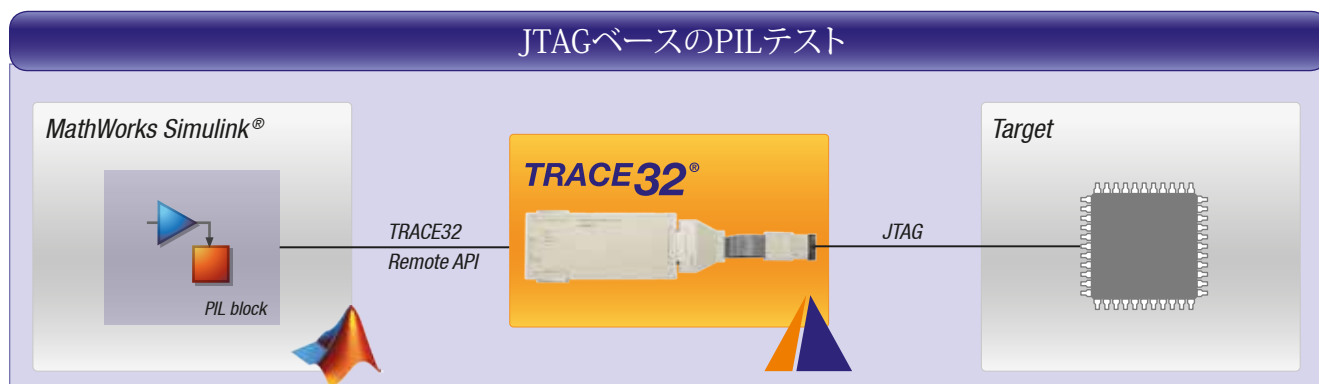 JTAGベースのPILテスト
MathWorks Simulink®
PIL block
TRACE32
Remote API
TRACE32®
JTAG
Target